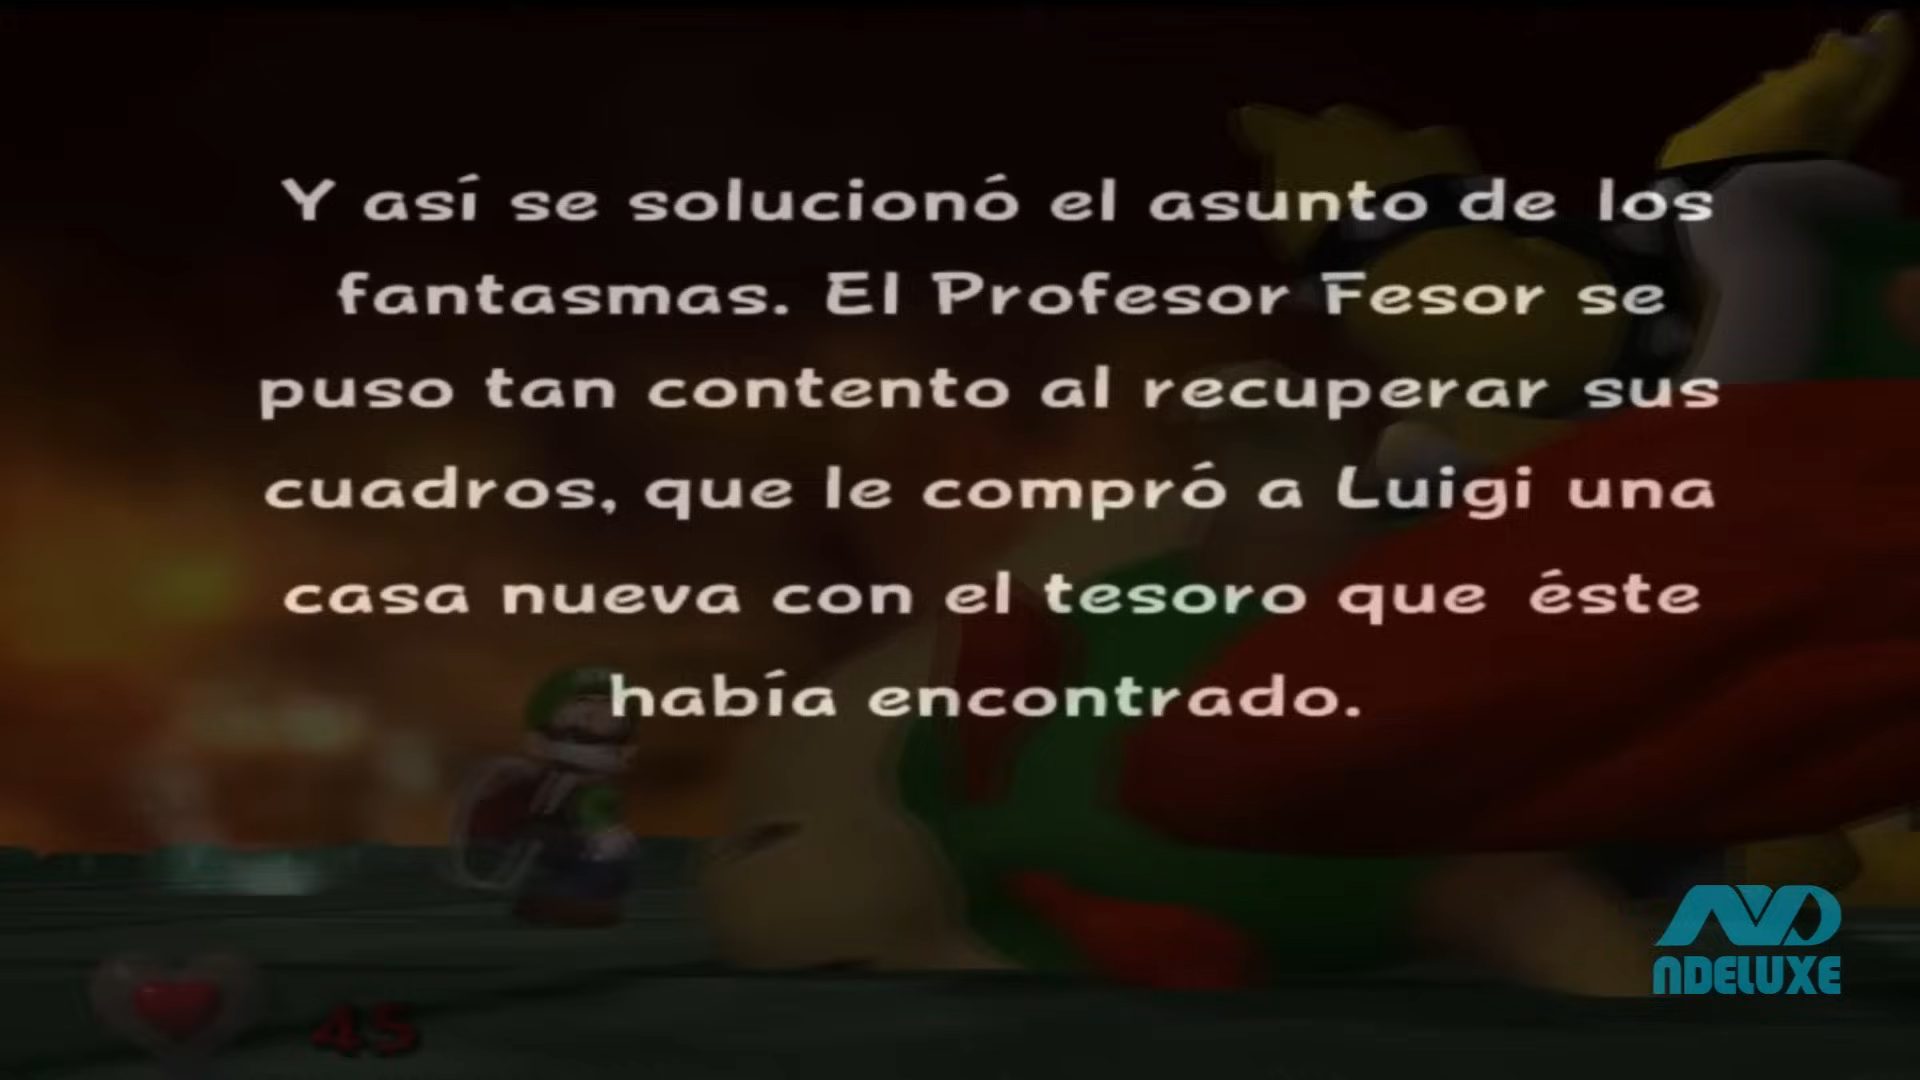 Y así se solucionó el asunto de los
fantasmas. El Profesor Fesor se
puso tan contento al recuperar sus
cuadros, que le compró a Luigi una
casa nueva con el tesoro que éste
había encontrado.
NDELUXE
45